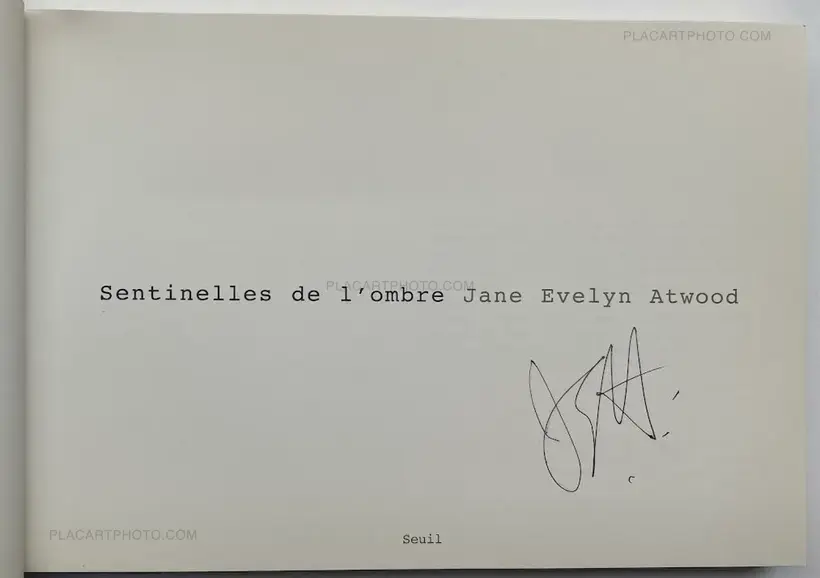 PLACARTPHOTO.COM
PLACARTPHOTO.COM
Sentinelles de l'ombre Jane Evelyn Atwood
PLACARTPHOTO.COM
Seuil